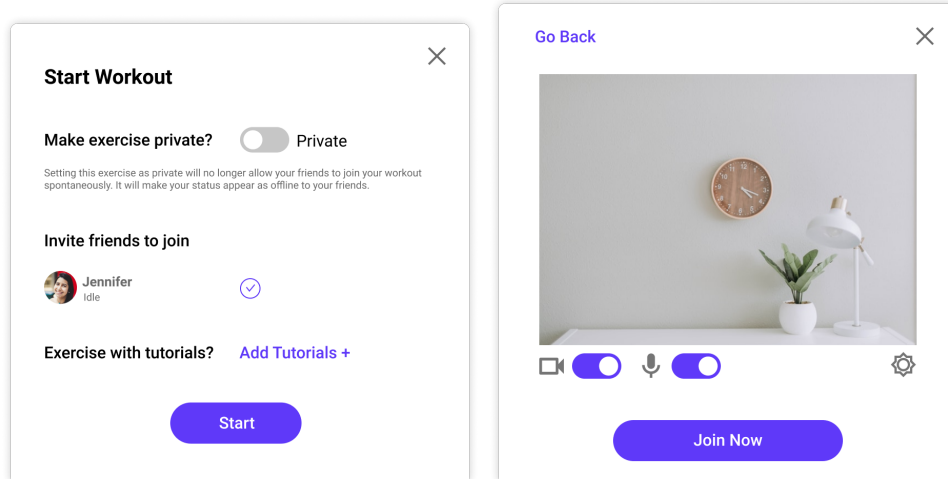 Start Workout
Make exercise private?
Private
Setting this exercise as private will no longer allow your friends to join your workout
spontaneously. It will make your status appear as offline to your friends.
Invite friends to join
Jennifer
Idle
Exercise with tutorials?
Add Tutorials +
Start
Go Back
Join Now